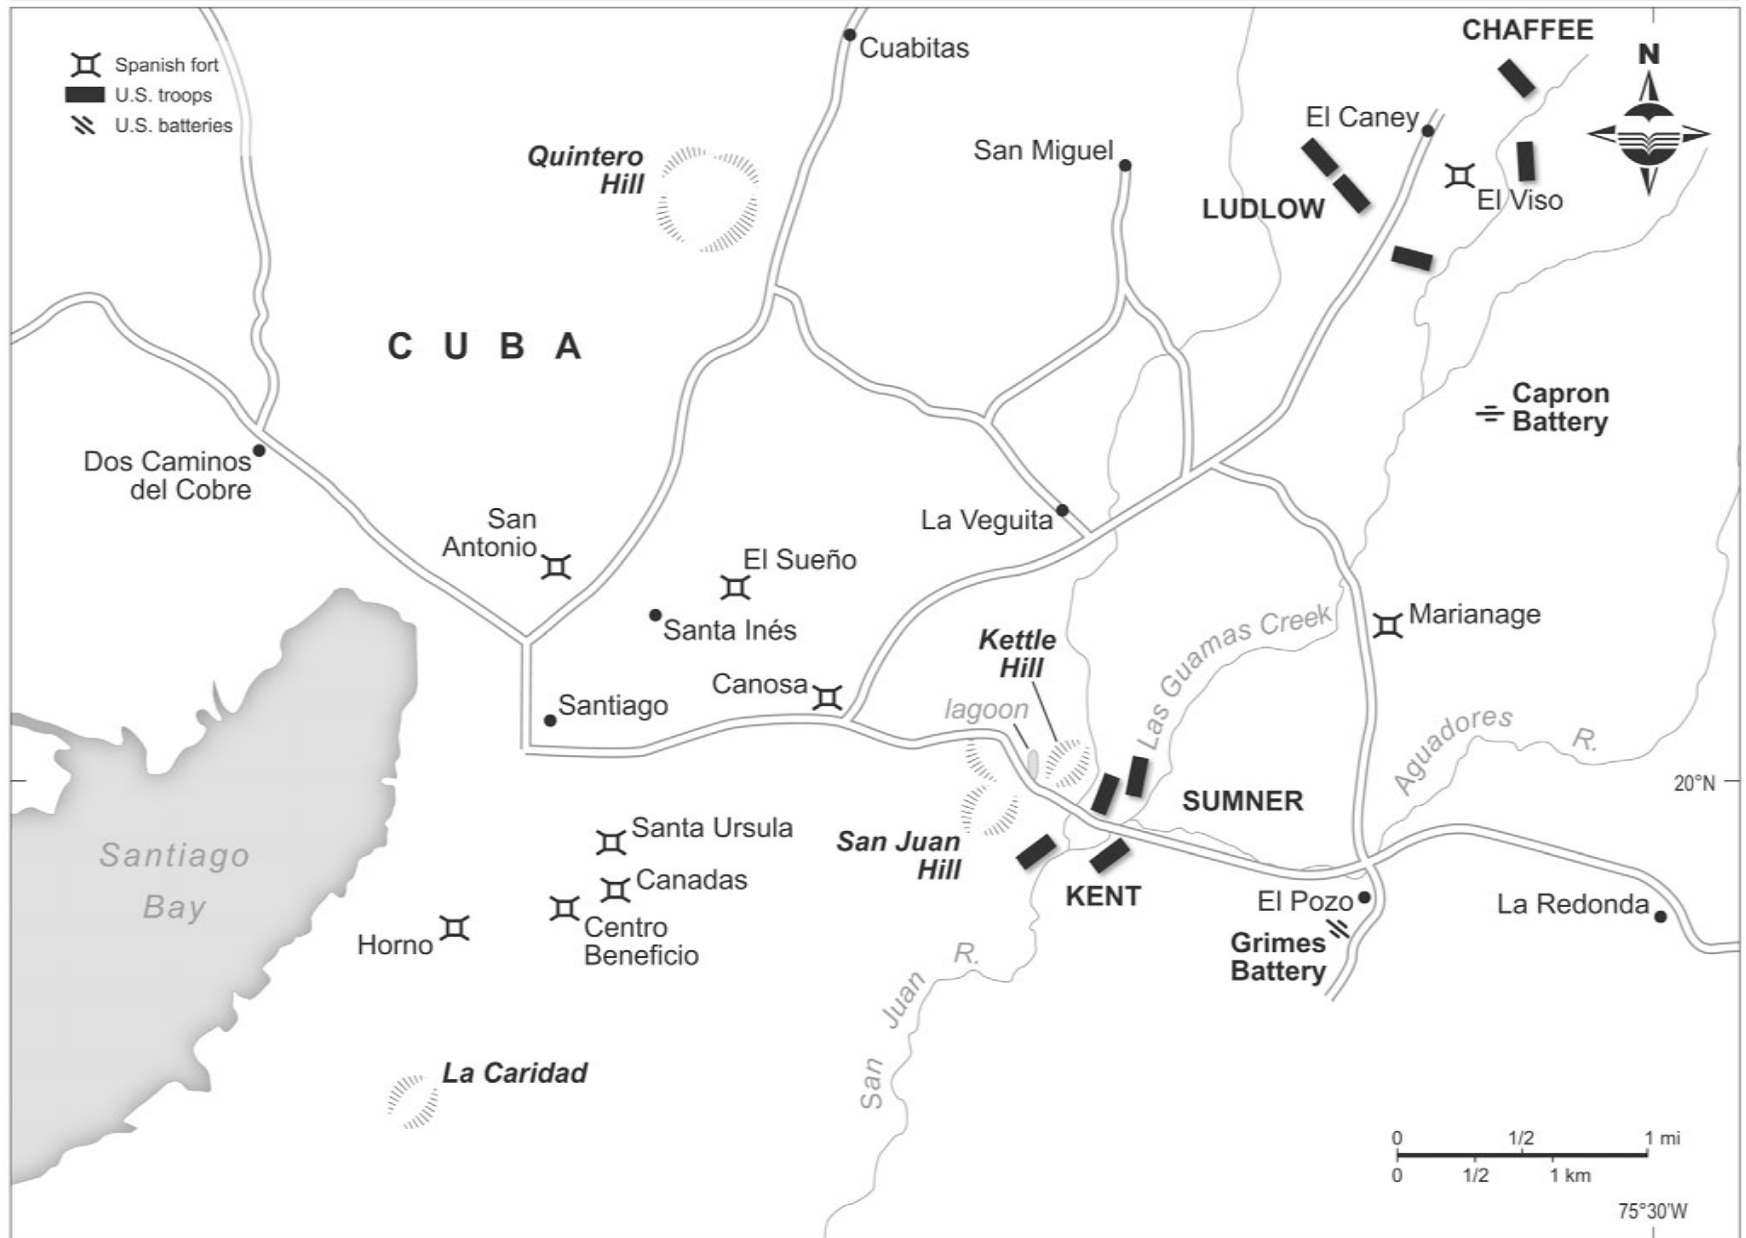 CHAFFEE
Cuabitas
N
Spanish fort
U.S. troops
U.S. batteries
El Caney
Quintero
Hill
San Miguel
LUDLOW
El Viso
CUBA
Capron
Battery
Dos Caminos
del Cobre
San
Antonio
La Veguita
El Sueño
Santa Inés
Marianage
Kettle
Hill
Las Guamas Creek
Canosa
Santiago
lagoon
Aguadores R.
20°N
SUMNER
Santa Ursula
San Juan
Hill
Santiago
Bay
Canadas
KENT
El Pozo
La Redonda
Centro
Beneficio
Horno
Grimes
Battery
San Juan R.
La Caridad
0 1/2 1 mi
0 1/2 1 km
75°30'W